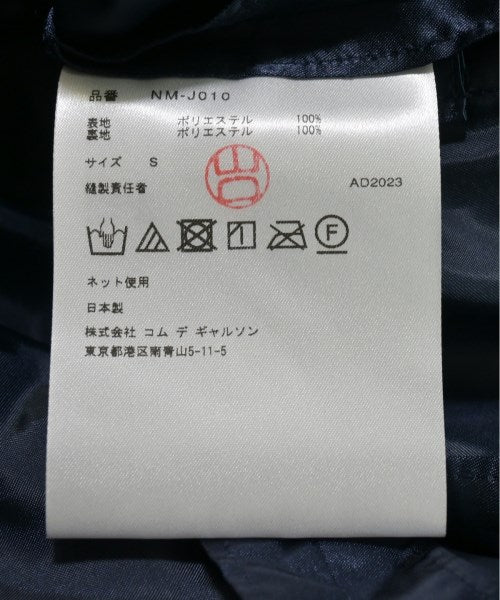 品番 NM-J010
表地 ポリエステル 100%
裏地 ポリエステル 100%
サイズ S
縫製責任者
AD2023
F
ネット使用
日本製
株式会社 コム デ ギャルソン
東京都港区南青山5-11-5